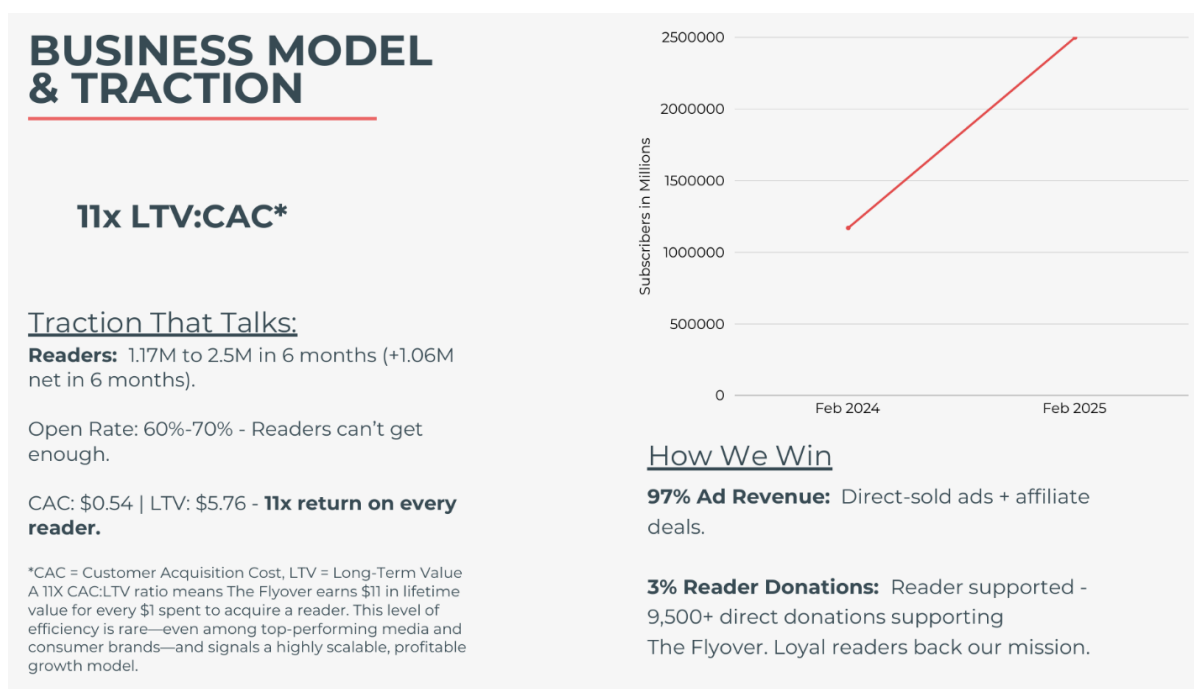 BUSINESS MODEL
& TRACTION
11x LTV:CAC*
Traction That Talks:
Readers: 1.17M to 2.5M in 6 months (+1.06M
net in 6 months).
Open Rate: 60%-70% - Readers can't get
enough.
CAC: $0.54 | LTV: $5.76 - 11x return on every
reader.
*CAC = Customer Acquisition Cost, LTV = Long-Term Value
A 11X CAC:LTV ratio means The Flyover earns $11 in lifetime
value for every $1 spent to acquire a reader. This level of
efficiency is rare—even among top-performing media and
consumer brands—and signals a highly scalable, profitable
growth model.
Subscribers in Millions
2500000
2000000
1500000
1000000
500000
0
Feb 2024
Feb 2025
How We Win
97% Ad Revenue: Direct-sold ads + affiliate
deals.
3% Reader Donations: Reader supported -
9,500+ direct donations supporting
The Flyover. Loyal readers back our mission.